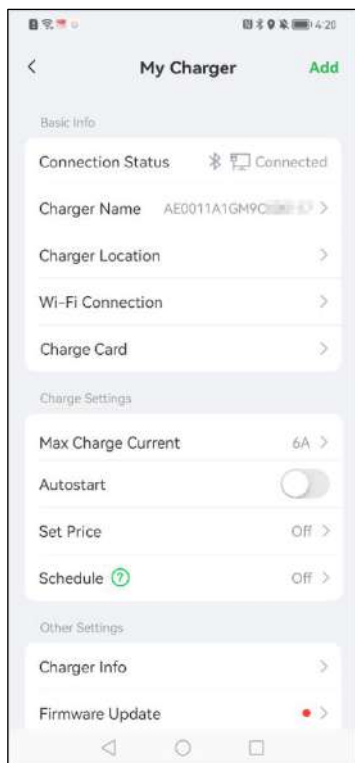 4:20
My Charger Add
Basic Info
Connection Status Connected
Charger Name AE0011A1GM9C
Charger Location
Wi-Fi Connection
Charge Card
Charge Settings
Max Charge Current 6A
Autostart
Set Price Off
Schedule ? Off
Other Settings
Charger Info
Firmware Update